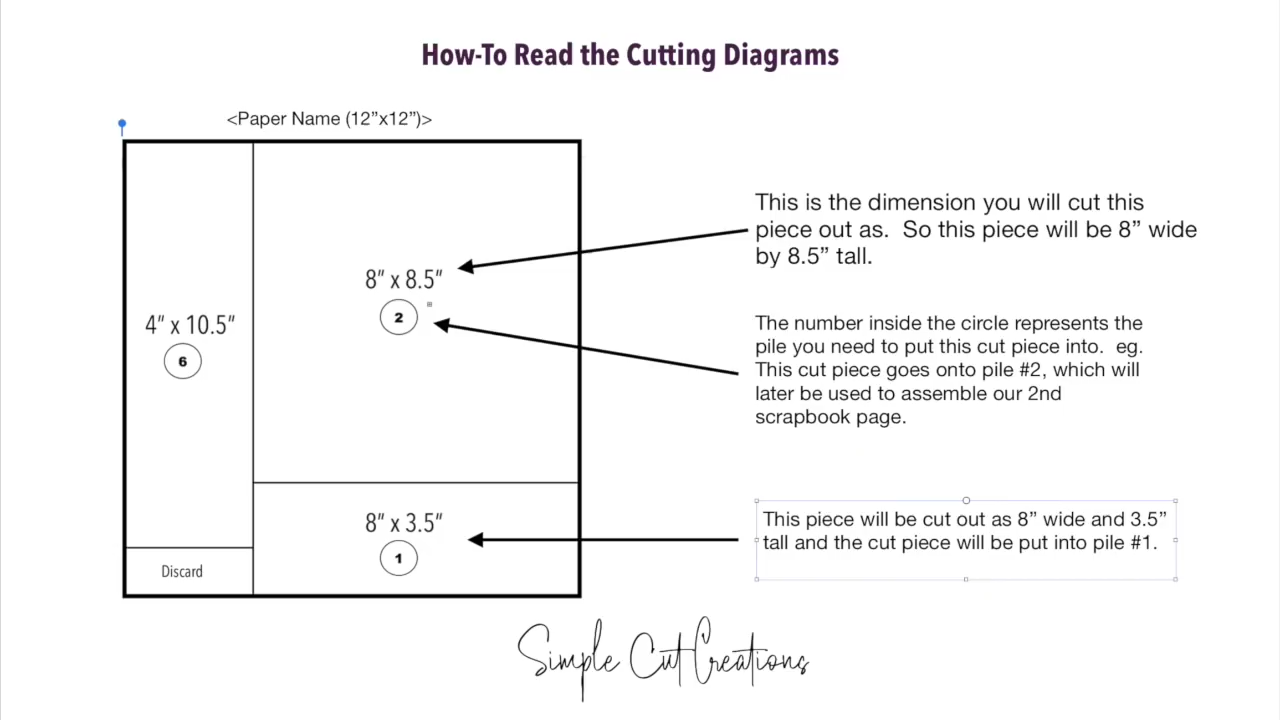 How-To Read the Cutting Diagrams
<Paper Name (12”x12”)>
8” x 8.5”
2
4” x 10.5”
6
8” x 3.5”
1
Discard
This is the dimension you will cut this
piece out as.  So this piece will be 8” wide
by 8.5” tall.
The number inside the circle represents the
pile you need to put this cut piece into.  eg.
This cut piece goes onto pile #2, which will
later be used to assemble our 2nd
scrapbook page.
This piece will be cut out as 8” wide and 3.5”
tall and the cut piece will be put into pile #1.
Simple Cut Creations